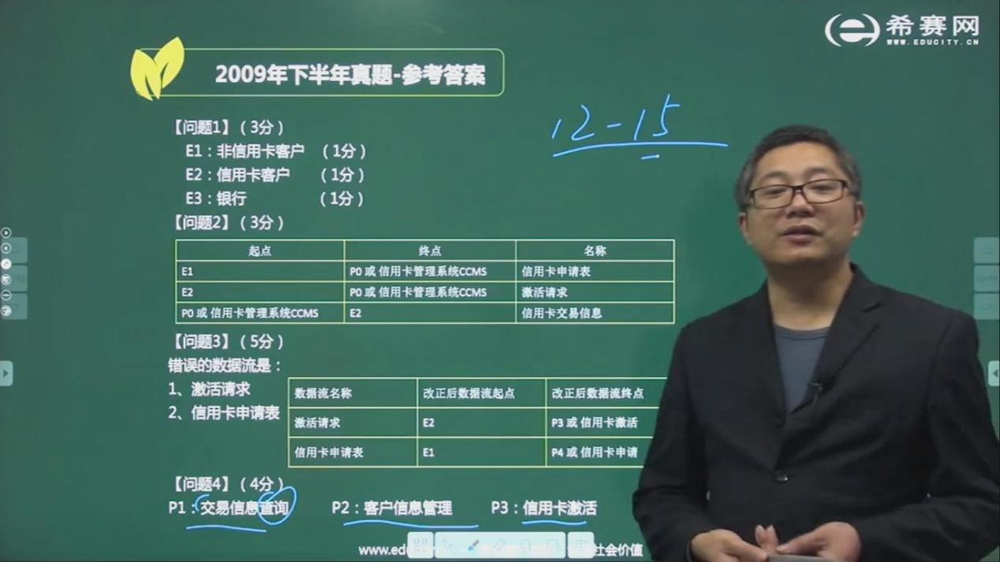 希赛网
WWW.EDUCITY.CN
2009年下半年真题-参考答案
12-15
【问题1】（3分）
E1：非信用卡客户 （1分）
E2：信用卡客户 （1分）
E3：银行 （1分）
【问题2】（3分）
起点 终点 名称
E1 P0 或 信用卡管理系统CCMS 信用卡申请表
E2 P0 或 信用卡管理系统CCMS 激活请求
P0 或 信用卡管理系统CCMS E2 信用卡交易信息
【问题3】（5分）
错误的数据流是：
1、激活请求
2、信用卡申请表
数据流名称 改正后数据流起点 改正后数据流终点
激活请求 E2 P3 或 信用卡激活
信用卡申请表 E1 P4 或 信用卡申请
【问题4】（4分）
P1：交易信息查询 P2：客户信息管理 P3：信用卡激活
www.edu 社会价值